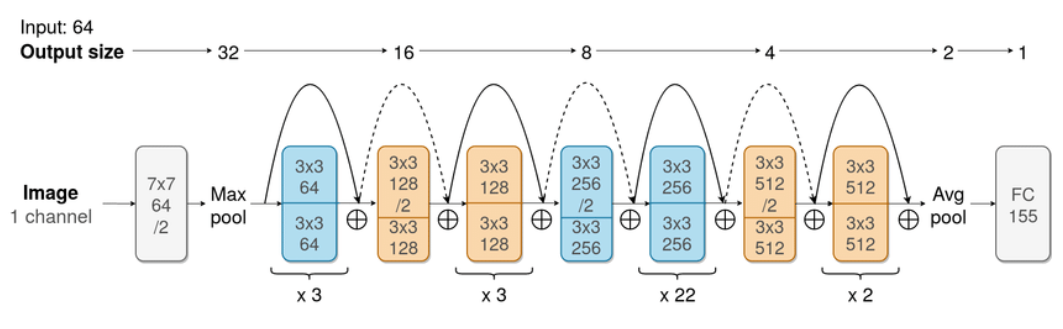 Input: 64
Output size 32 16 8 4 2 1
Image
1 channel
7x7
64
/2
Max
pool
3x3
64
3x3
64
3x3
128
/2
3x3
128
3x3
128
3x3
128
3x3
256
/2
3x3
256
3x3
256
3x3
256
3x3
512
/2
3x3
512
3x3
512
3x3
512
Avg
pool
FC
155
x 3
x 3
x 22
x 2